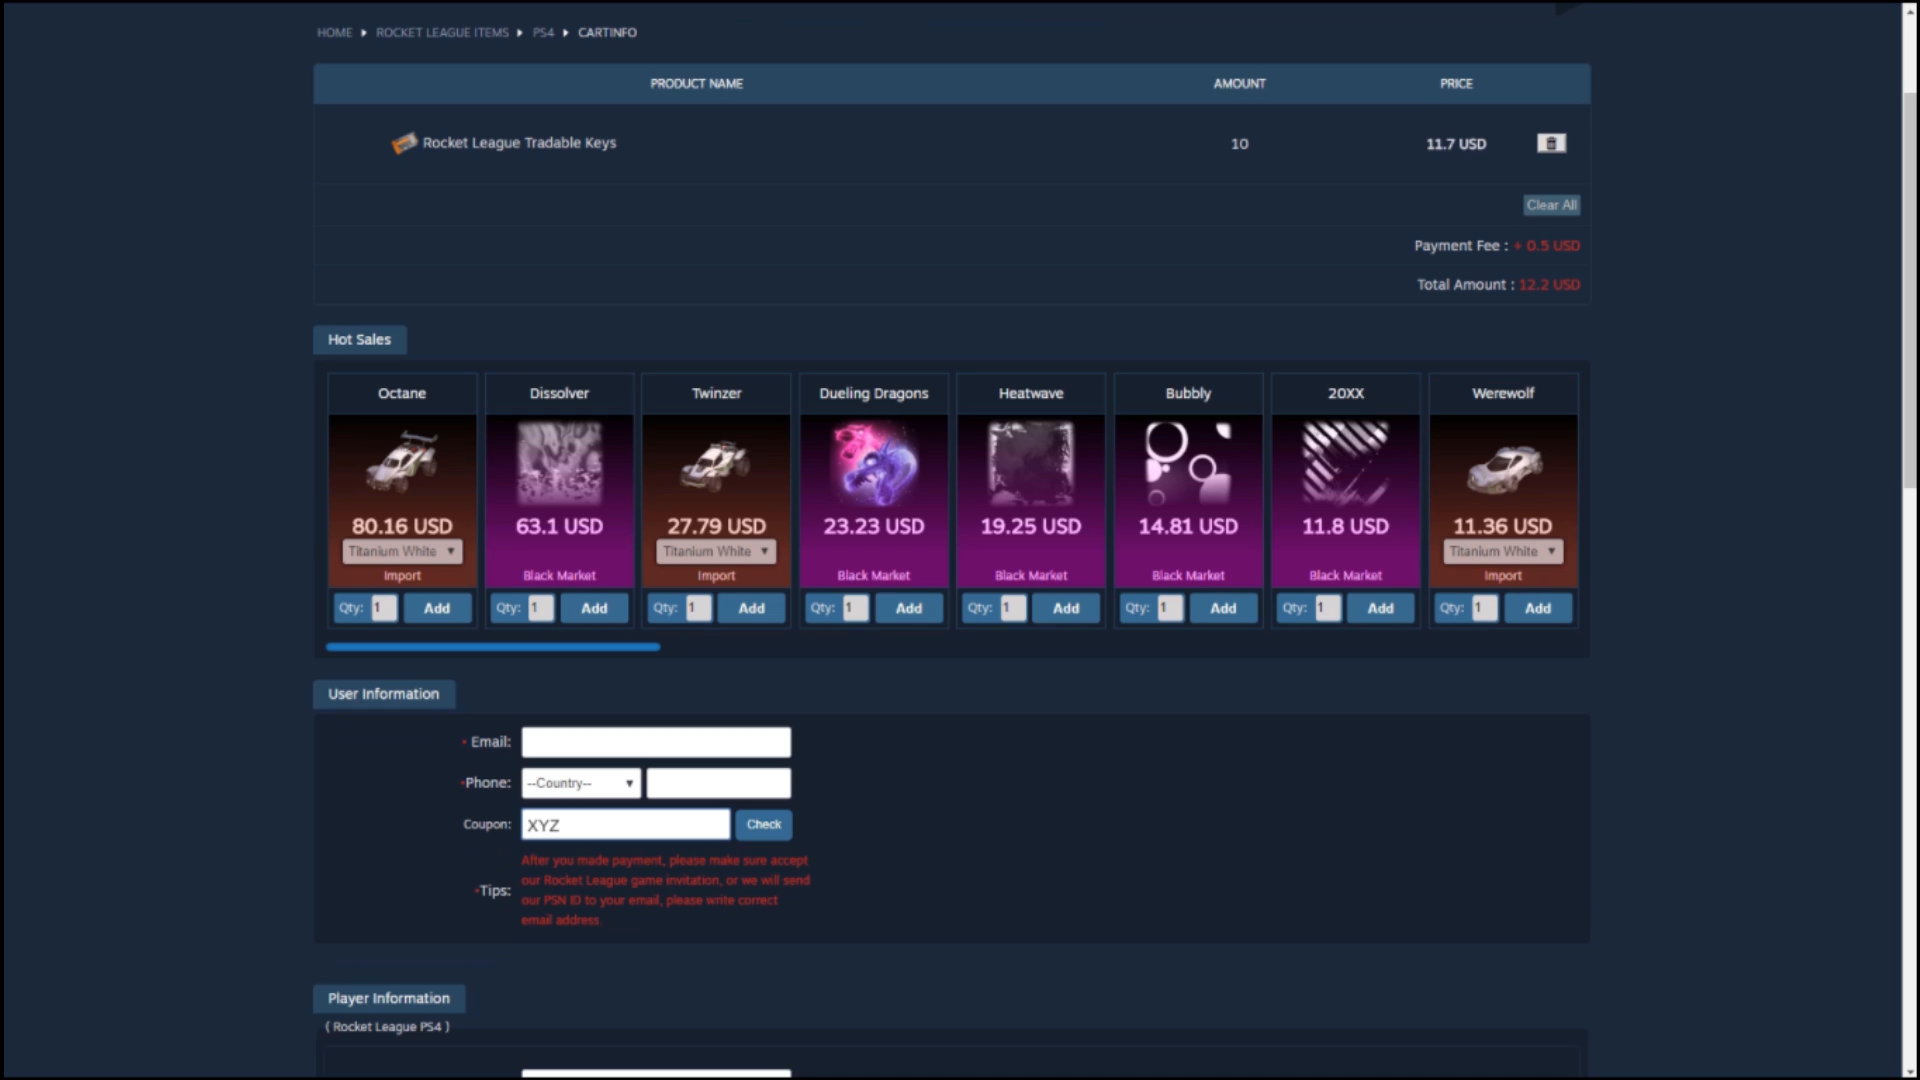 HOME ▸ ROCKET LEAGUE ITEMS ▸ PS4 ▸ CARTINFO
PRODUCT NAME AMOUNT PRICE
Rocket League Tradable Keys 10 11.7 USD
Clear All
Payment Fee : + 0.5 USD
Total Amount : 12.2 USD
Hot Sales
Octane Dissolver Twinzer Dueling Dragons Heatwave Bubbly 20XX Werewolf
80.16 USD 63.1 USD 27.79 USD 23.23 USD 19.25 USD 14.81 USD 11.8 USD 11.36 USD
Titanium White Titanium White Titanium White
Import Black Market Import Black Market Black Market Black Market Black Market Import
Qty: 1 Add Qty: 1 Add Qty: 1 Add Qty: 1 Add Qty: 1 Add Qty: 1 Add Qty: 1 Add Qty: 1 Add
User Information
* Email:
*Phone: --Country--
Coupon: XYZ Check
*Tips: After you made payment, please make sure accept
our Rocket League game invitation, or we will send
our PSN ID to your email, please write correct
email address.
Player Information
( Rocket League PS4 )